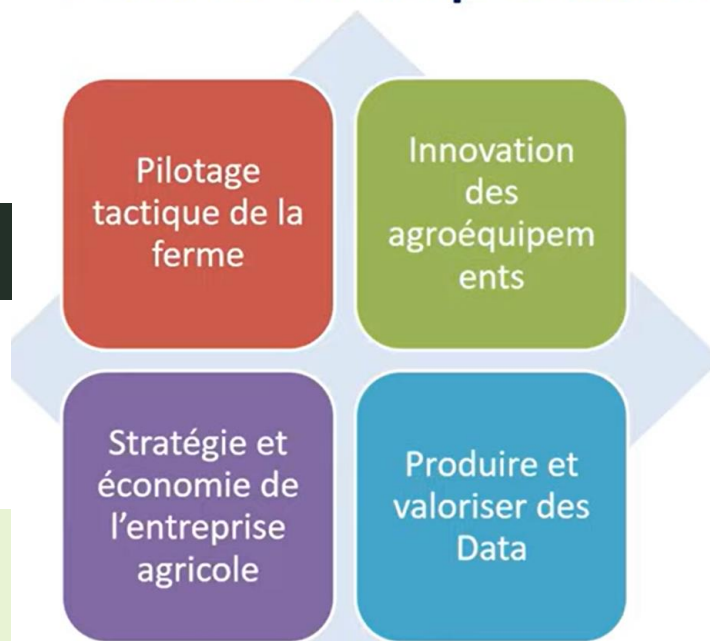 Pilotage
tactique de la
ferme
Innovation
des
agroéquipem
ents
Stratégie et
économie de
l'entreprise
agricole
Produire et
valoriser des
Data